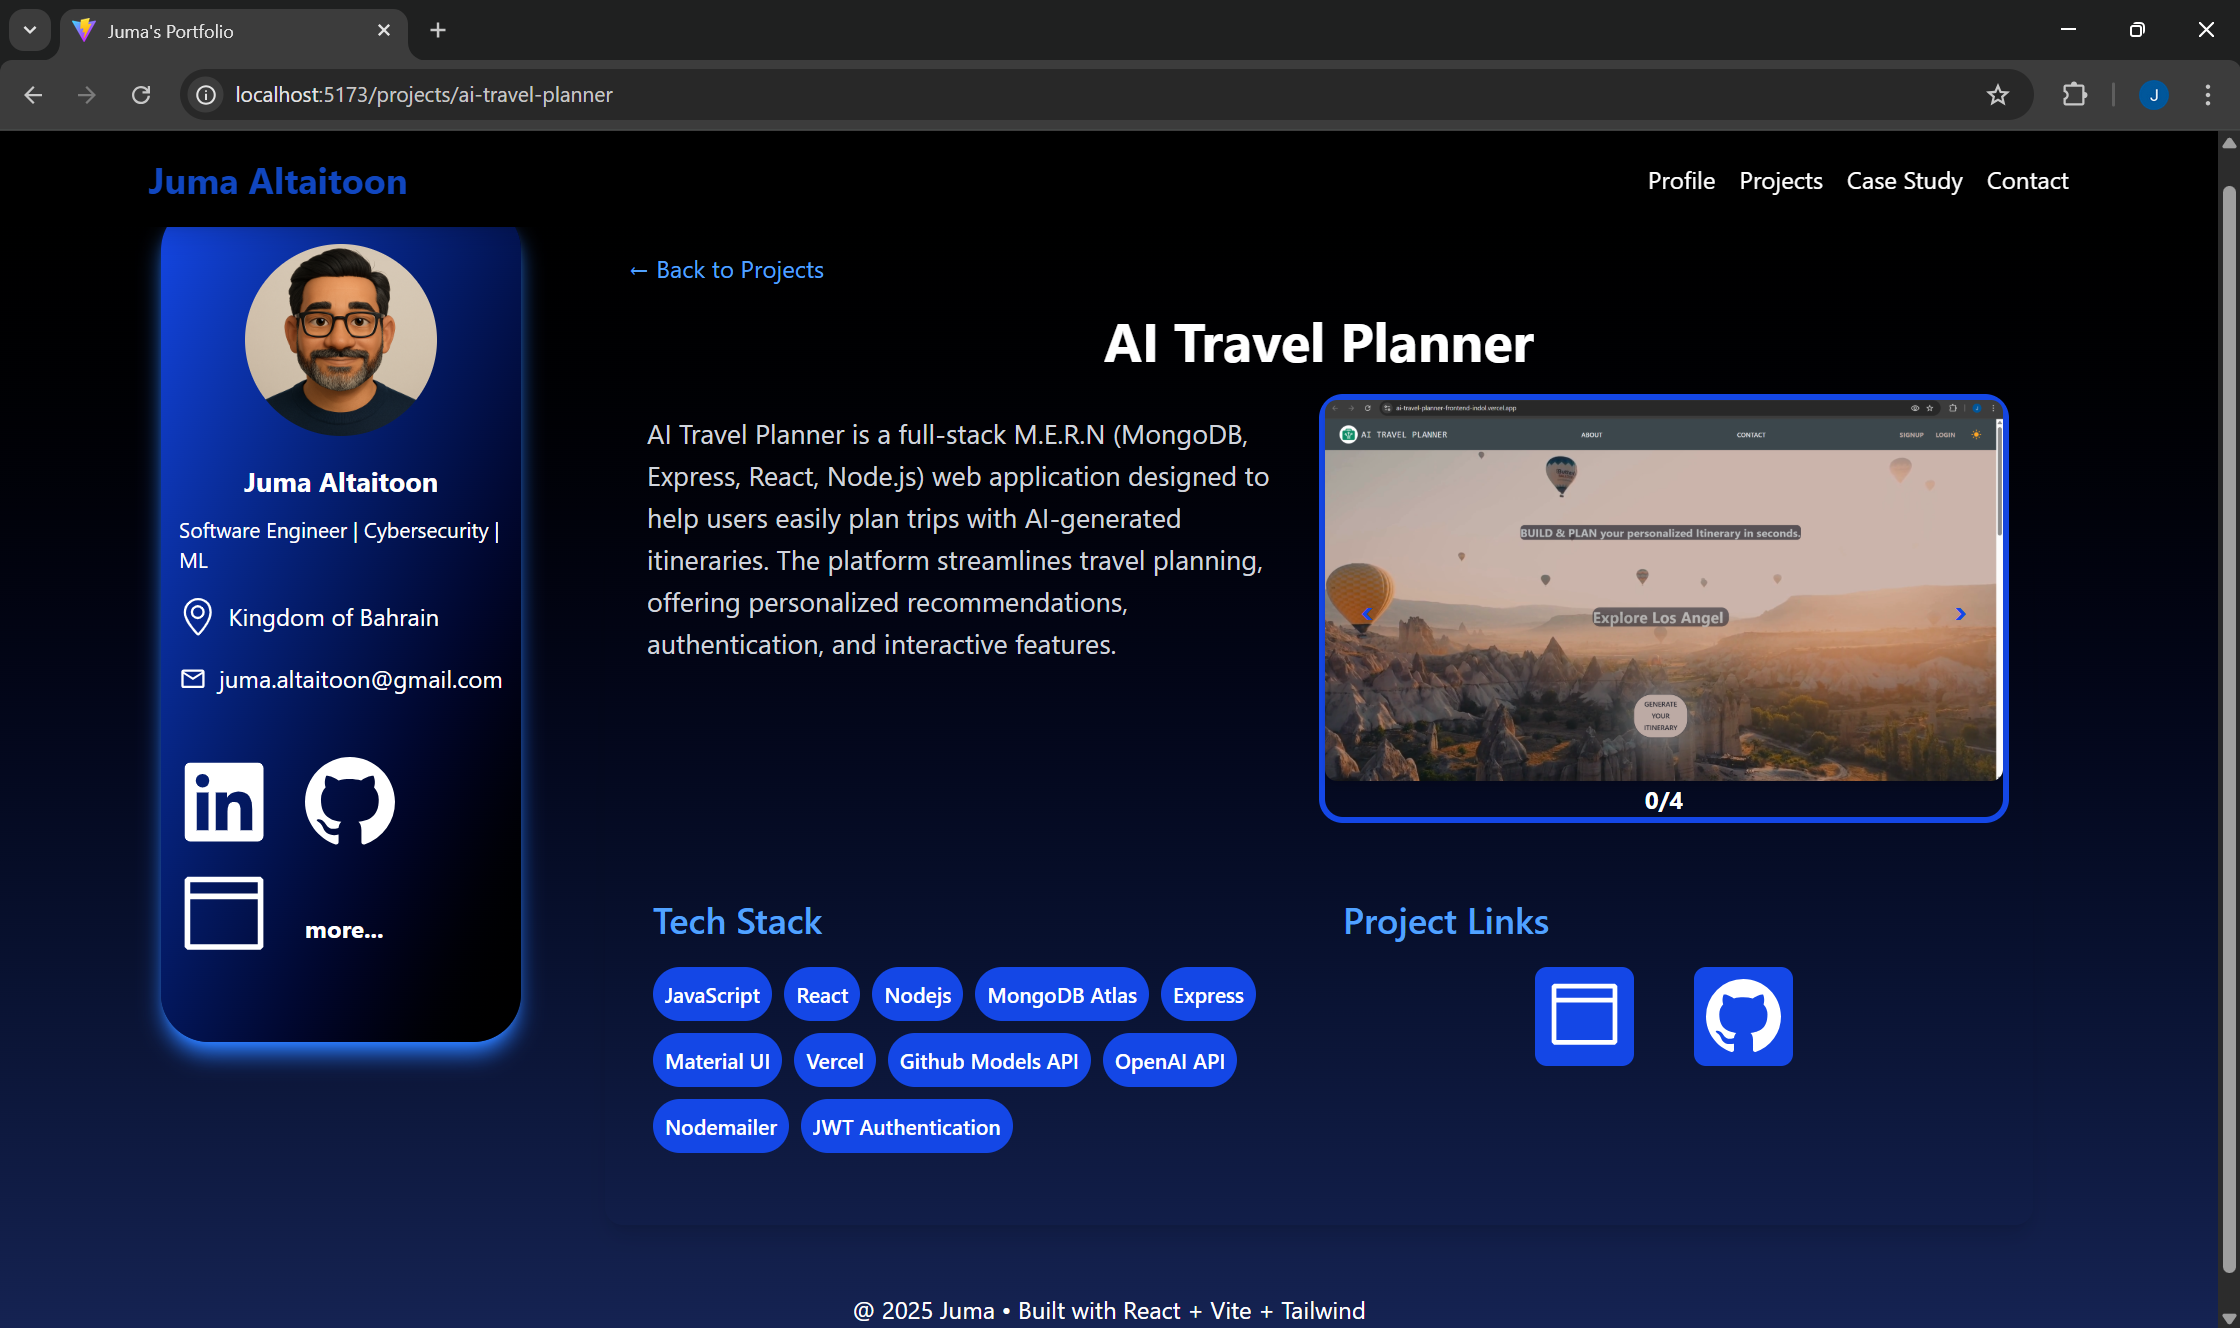 Juma's Portfolio
localhost:5173/projects/ai-travel-planner
J
Juma Altaitoon
Profile
Projects
Case Study
Contact
Juma Altaitoon
Software Engineer | Cybersecurity |
ML
Kingdom of Bahrain
juma.altaitoon@gmail.com
in
more...
← Back to Projects
AI Travel Planner
AI Travel Planner is a full-stack M.E.R.N (MongoDB,
Express, React, Node.js) web application designed to
help users easily plan trips with AI-generated
itineraries. The platform streamlines travel planning,
offering personalized recommendations,
authentication, and interactive features.
ai-travel-planner-frontend-indol.vercel.app
AI TRAVEL PLANNER
ABOUT
CONTACT
SIGNUP
LOGIN
BUILD & PLAN your personalized Itinerary in seconds.
Explore Los Angel
GENERATE
YOUR
ITINERARY
0/4
Tech Stack
JavaScript
React
Nodejs
MongoDB Atlas
Express
Material UI
Vercel
Github Models API
OpenAI API
Nodemailer
JWT Authentication
Project Links
@ 2025 Juma • Built with React + Vite + Tailwind